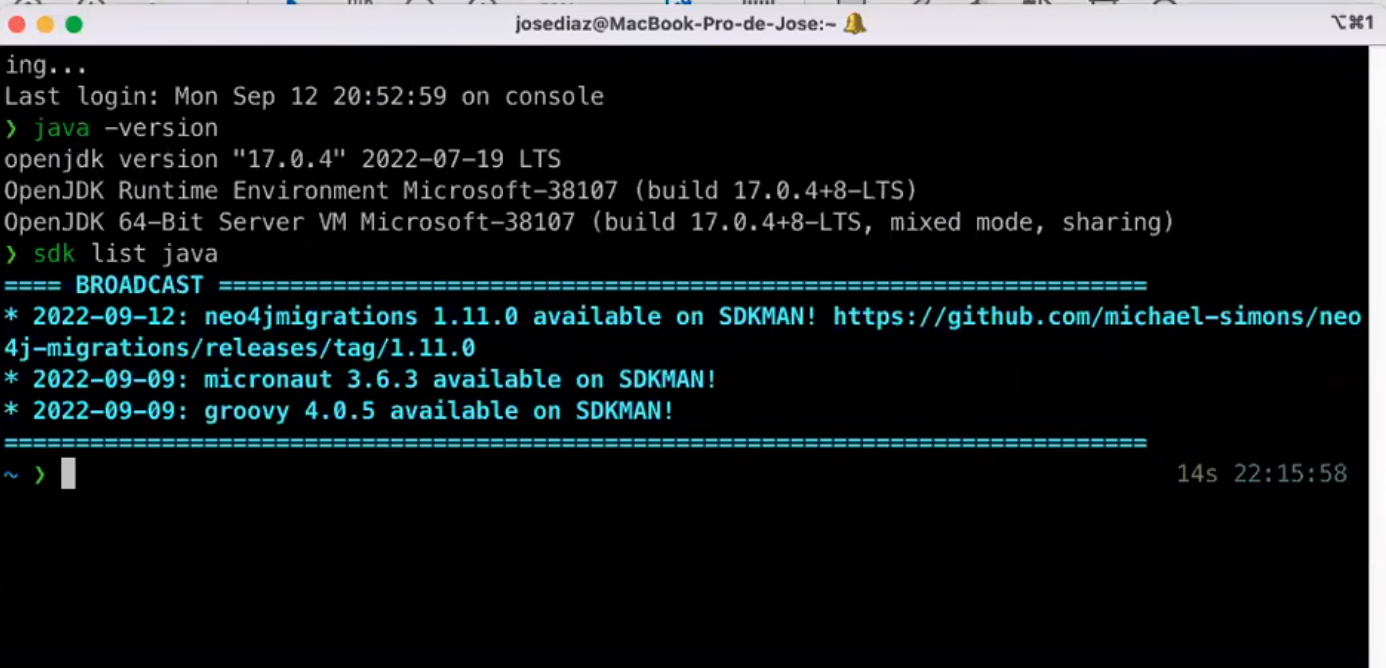 josediaz@MacBook-Pro-de-Jose:~ 🔔
⌥⌘1
ing...
Last login: Mon Sep 12 20:52:59 on console
❯ java -version
openjdk version "17.0.4" 2022-07-19 LTS
OpenJDK Runtime Environment Microsoft-38107 (build 17.0.4+8-LTS)
OpenJDK 64-Bit Server VM Microsoft-38107 (build 17.0.4+8-LTS, mixed mode, sharing)
❯ sdk list java
==== BROADCAST =================================================================
* 2022-09-12: neo4jmigrations 1.11.0 available on SDKMAN! https://github.com/michael-simons/neo
4j-migrations/releases/tag/1.11.0
* 2022-09-09: micronaut 3.6.3 available on SDKMAN!
* 2022-09-09: groovy 4.0.5 available on SDKMAN!
================================================================================
~ ❯ 14s 22:15:58